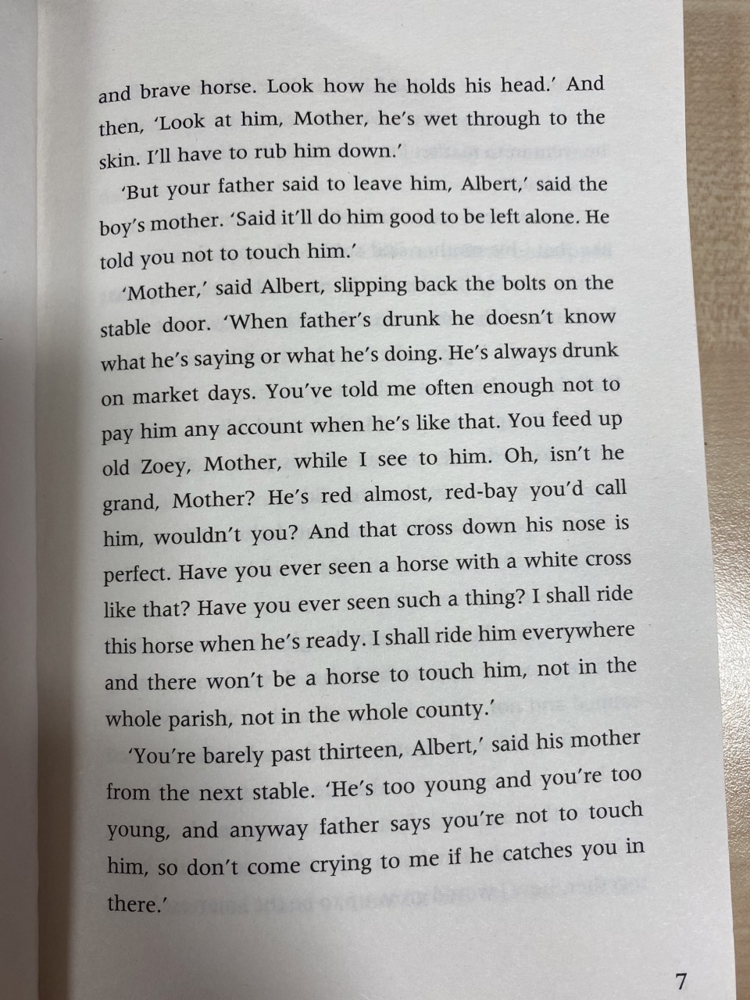 and brave horse. Look how he holds his head.’ And
then, ‘Look at him, Mother, he’s wet through to the
skin. I’ll have to rub him down.’
‘But your father said to leave him, Albert,’ said the
boy’s mother. ‘Said it’ll do him good to be left alone. He
told you not to touch him.’
‘Mother,’ said Albert, slipping back the bolts on the
stable door. ‘When father’s drunk he doesn’t know
what he’s saying or what he’s doing. He’s always drunk
on market days. You’ve told me often enough not to
pay him any account when he’s like that. You feed up
old Zoey, Mother, while I see to him. Oh, isn’t he
grand, Mother? He’s red almost, red-bay you’d call
him, wouldn’t you? And that cross down his nose is
perfect. Have you ever seen a horse with a white cross
like that? Have you ever seen such a thing? I shall ride
this horse when he’s ready. I shall ride him everywhere
and there won’t be a horse to touch him, not in the
whole parish, not in the whole county.’
‘You’re barely past thirteen, Albert,’ said his mother
from the next stable. ‘He’s too young and you’re too
young, and anyway father says you’re not to touch
him, so don’t come crying to me if he catches you in
there.’
7